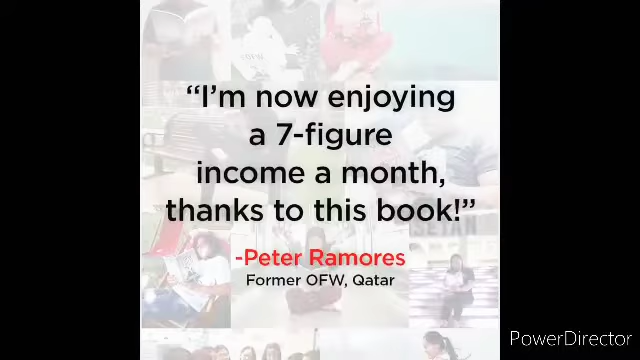 “I’m now enjoying
a 7-figure
income a month,
thanks to this book!”
-Peter Ramores
Former OFW, Qatar
PowerDirector